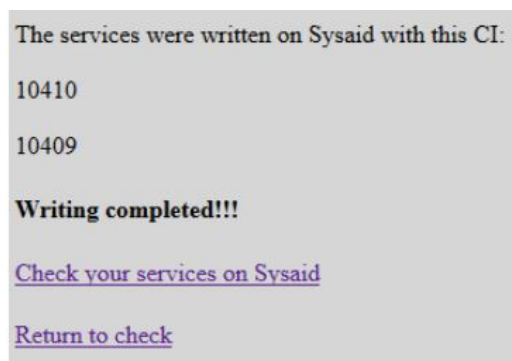 The services were written on Sysaid with this CI:
10410
10409
Writing completed!!!
Check your services on Sysaid
Return to check